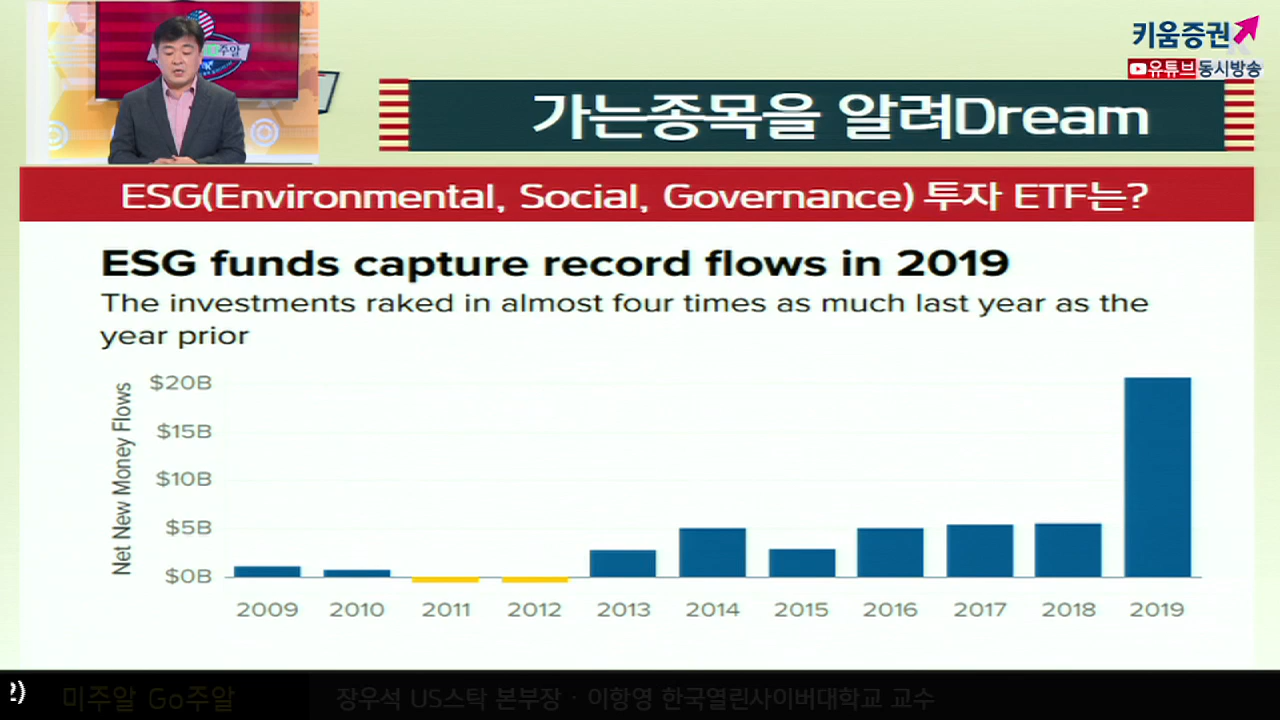 키움증권
유튜브동시방송
주알
가는종목을 알려Dream
ESG(Environmental, Social, Governance) 투자 ETF는?
ESG funds capture record flows in 2019
The investments raked in almost four times as much last year as the
year prior
Net New Money Flows
$20B
$15B
$10B
$5B
$0B
2009 2010 2011 2012 2013 2014 2015 2016 2017 2018 2019
미주알 Go주알 장우석 US스탁 본부장 · 이항영 한국열린사이버대학교 교수